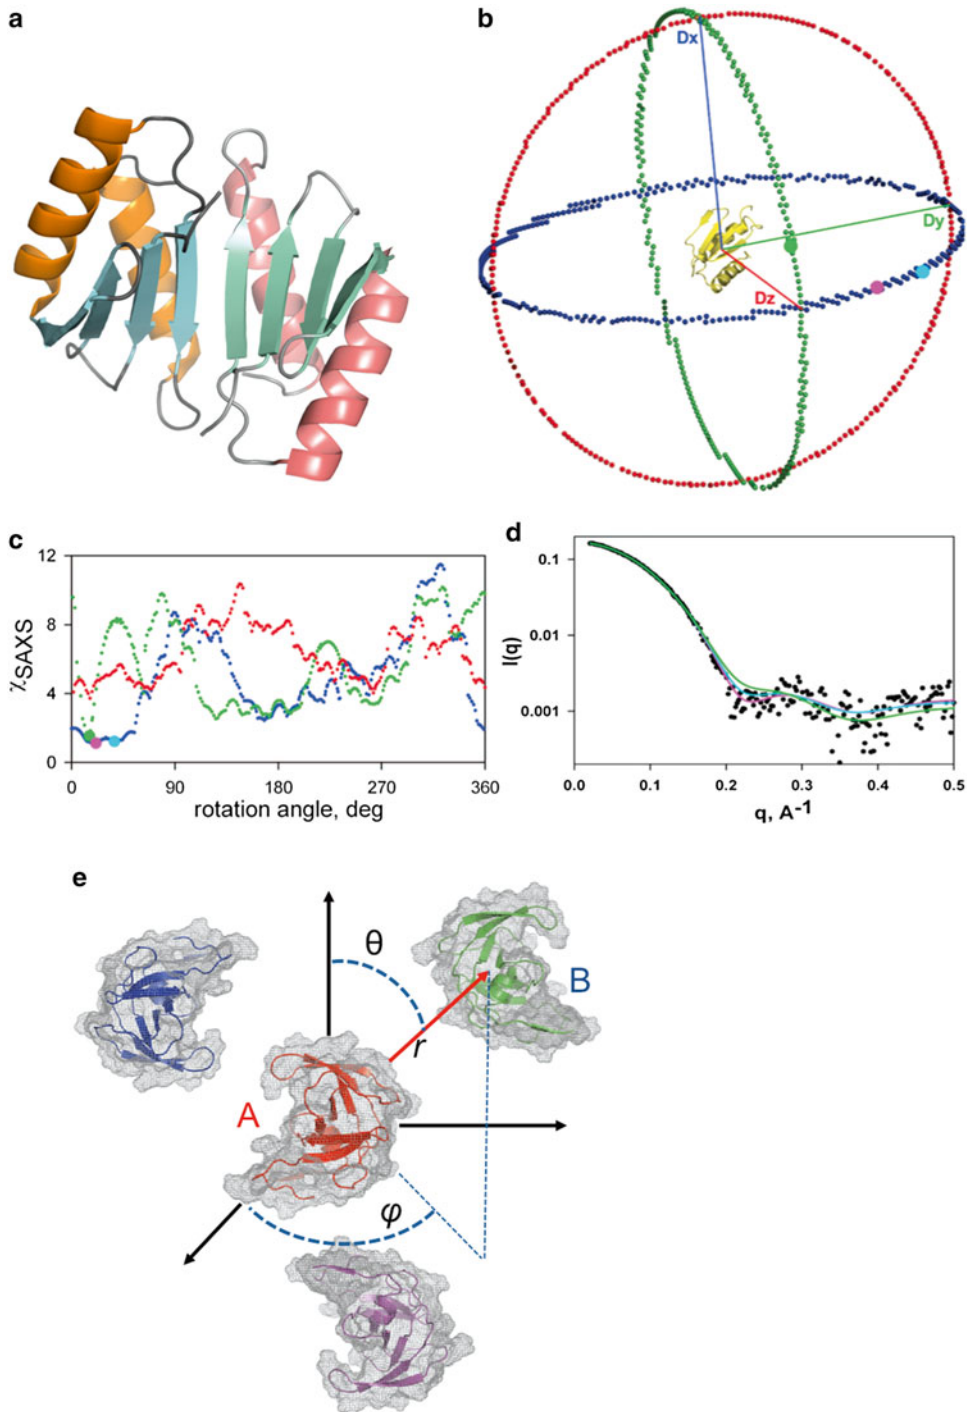 a
b
Dx
Dy
Dz
c
12
8
4
0
χSAXS
0
90
180
270
360
rotation angle, deg
d
0.1
0.01
0.001
I(q)
0.0
0.1
0.2
0.3
0.4
0.5
q, A⁻¹
e
θ
B
r
A
φ